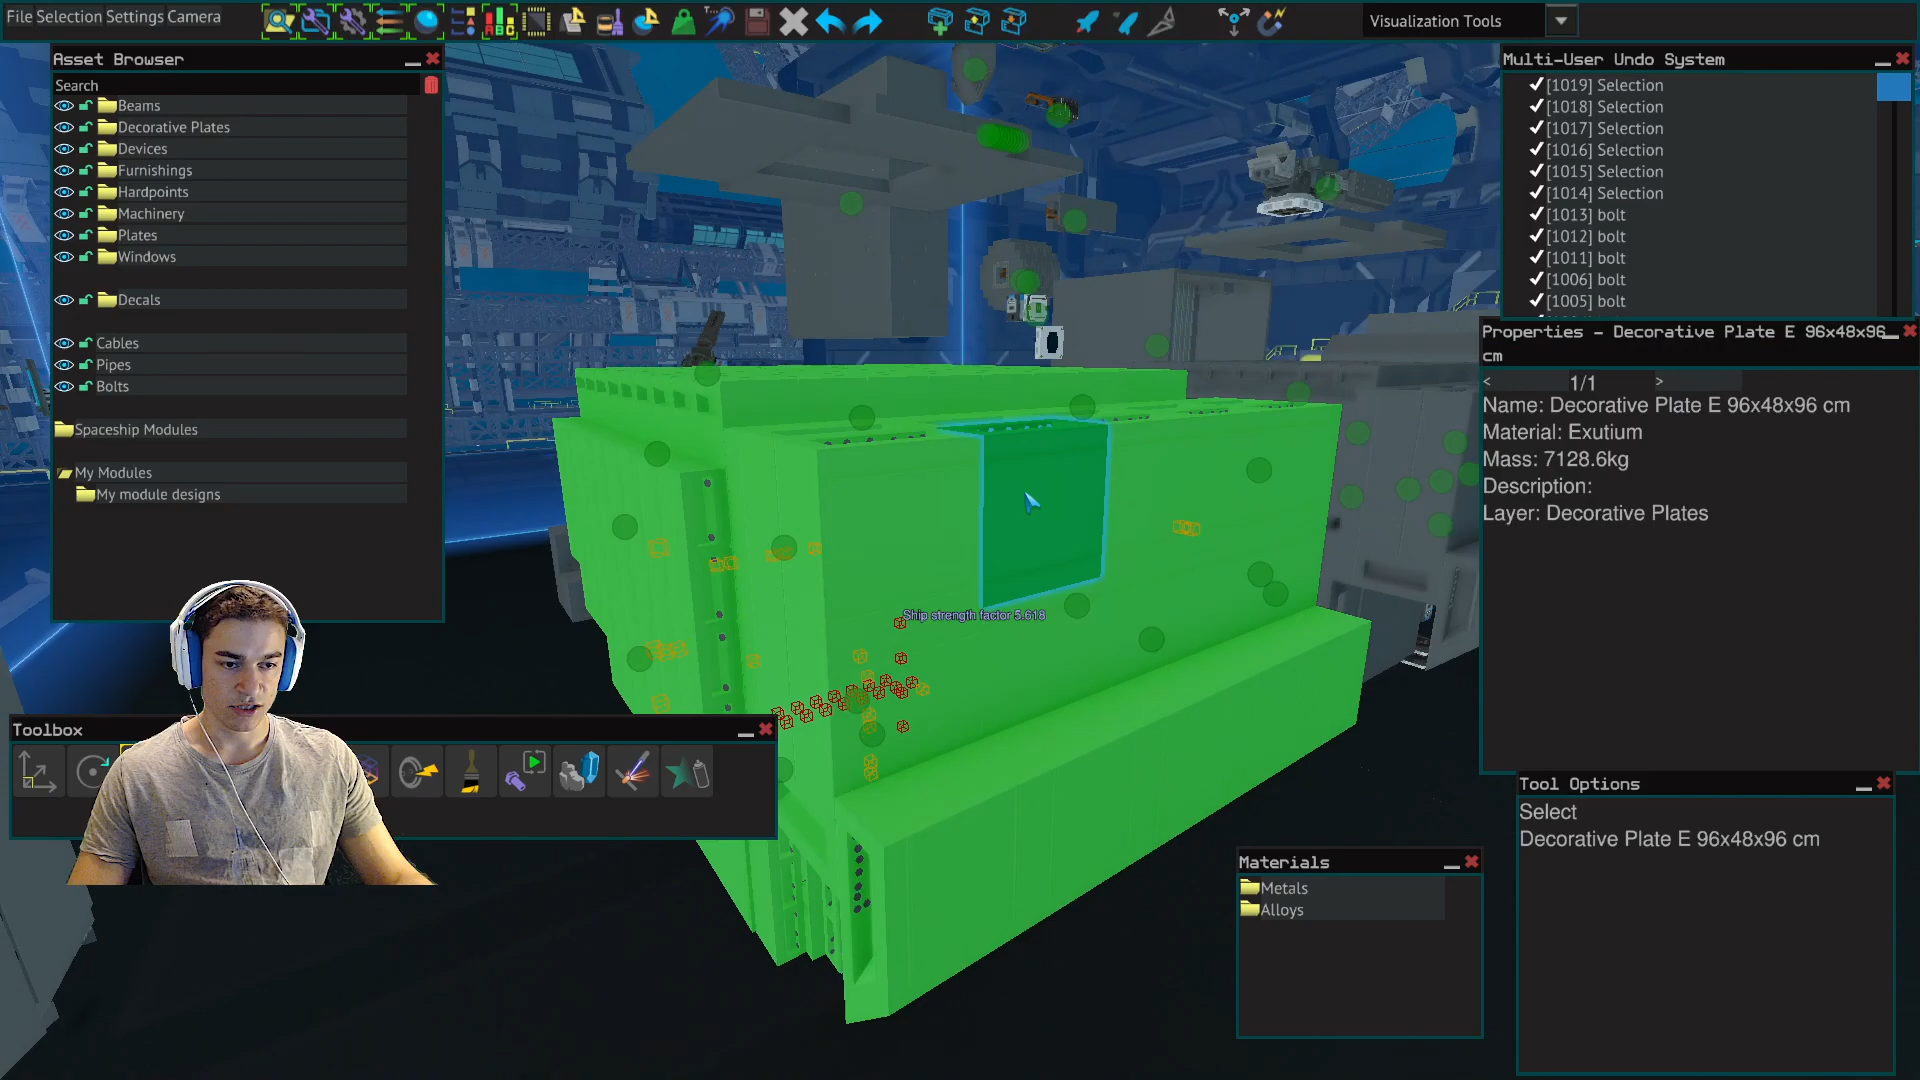 File Selection Settings Camera
Visualization Tools
Asset Browser
Search
Beams
Decorative Plates
Devices
Furnishings
Hardpoints
Machinery
Plates
Windows
Decals
Cables
Pipes
Bolts
Spaceship Modules
My Modules
My module designs
Multi-User Undo System
[1019] Selection
[1018] Selection
[1017] Selection
[1016] Selection
[1015] Selection
[1014] Selection
[1013] bolt
[1012] bolt
[1011] bolt
[1006] bolt
[1005] bolt
Properties - Decorative Plate E 96x48x96
cm
< 1/1 >
Name: Decorative Plate E 96x48x96 cm
Material: Exutium
Mass: 7128.6kg
Description:
Layer: Decorative Plates
Ship strength factor 5.618
Toolbox
Tool Options
Select
Decorative Plate E 96x48x96 cm
Materials
Metals
Alloys
ABC